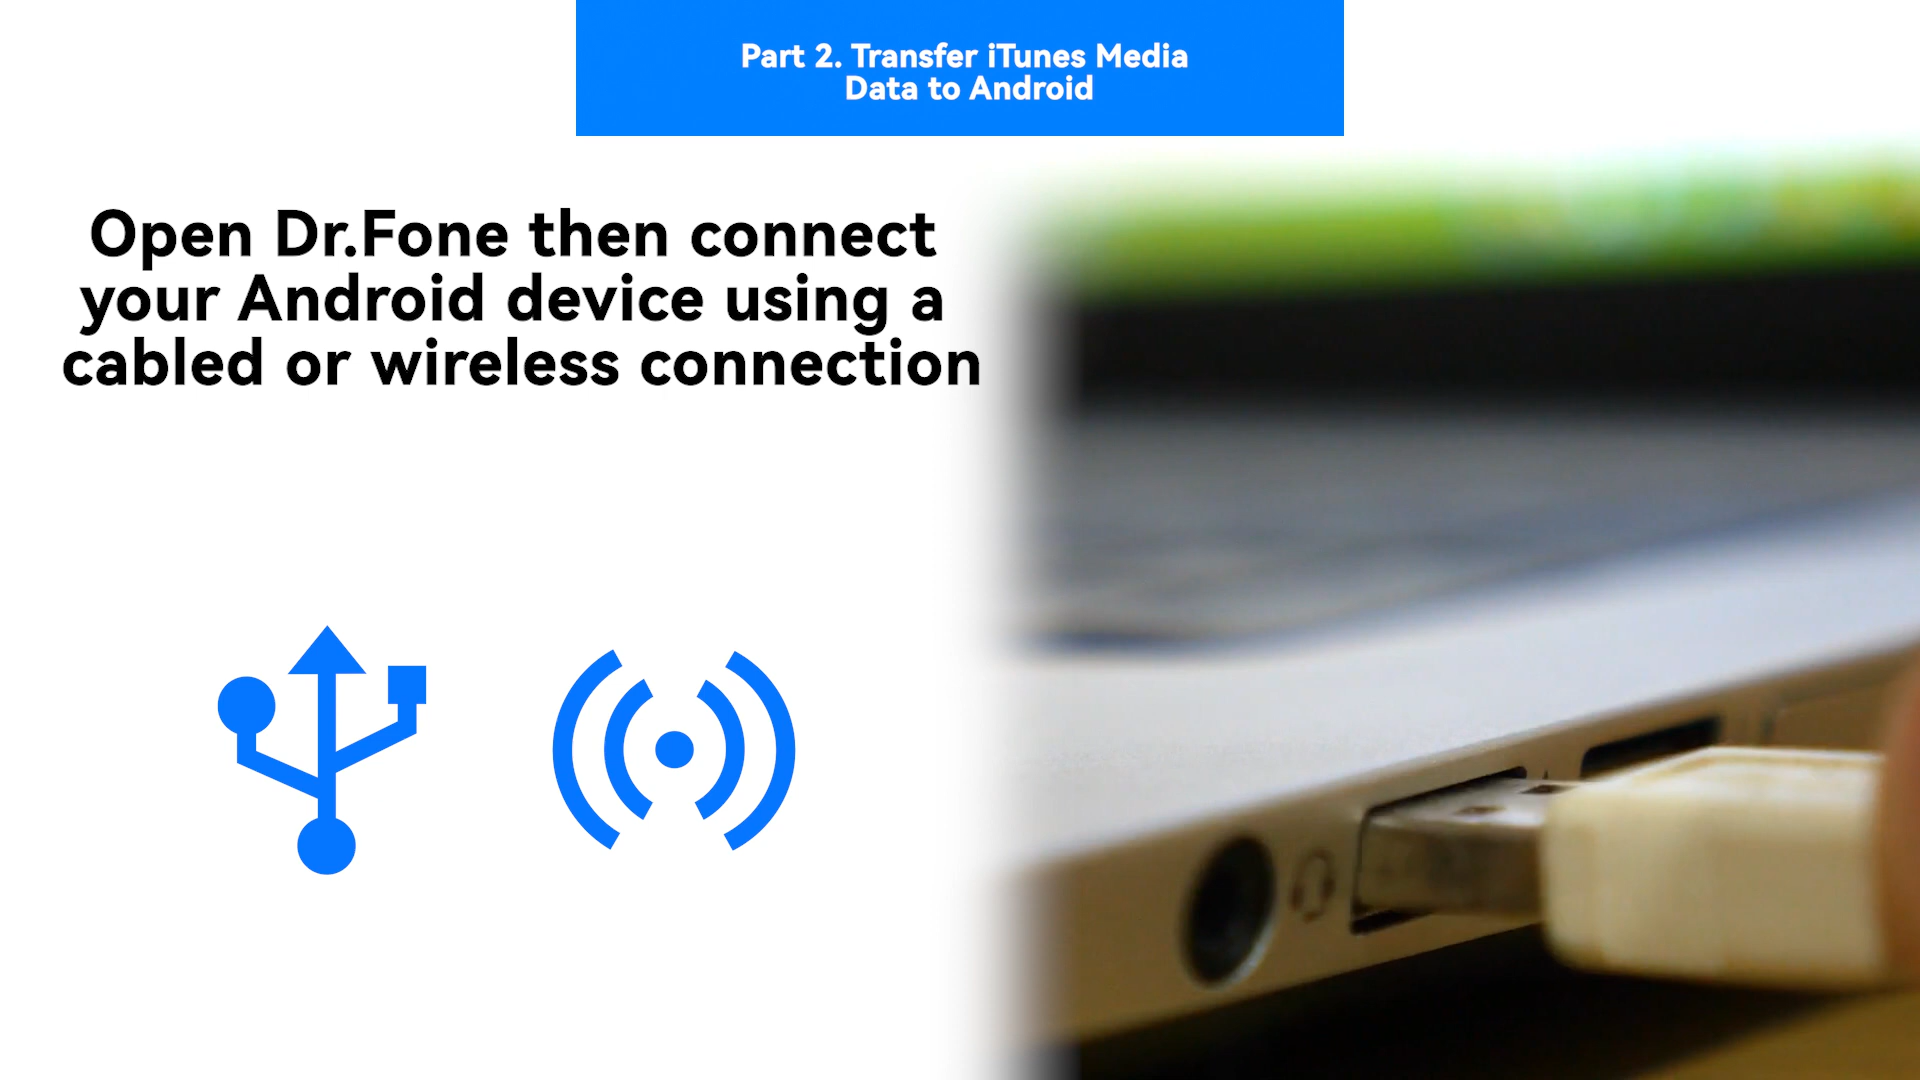 Part 2. Transfer iTunes Media
Data to Android
Open Dr.Fone then connect
your Android device using a
cabled or wireless connection